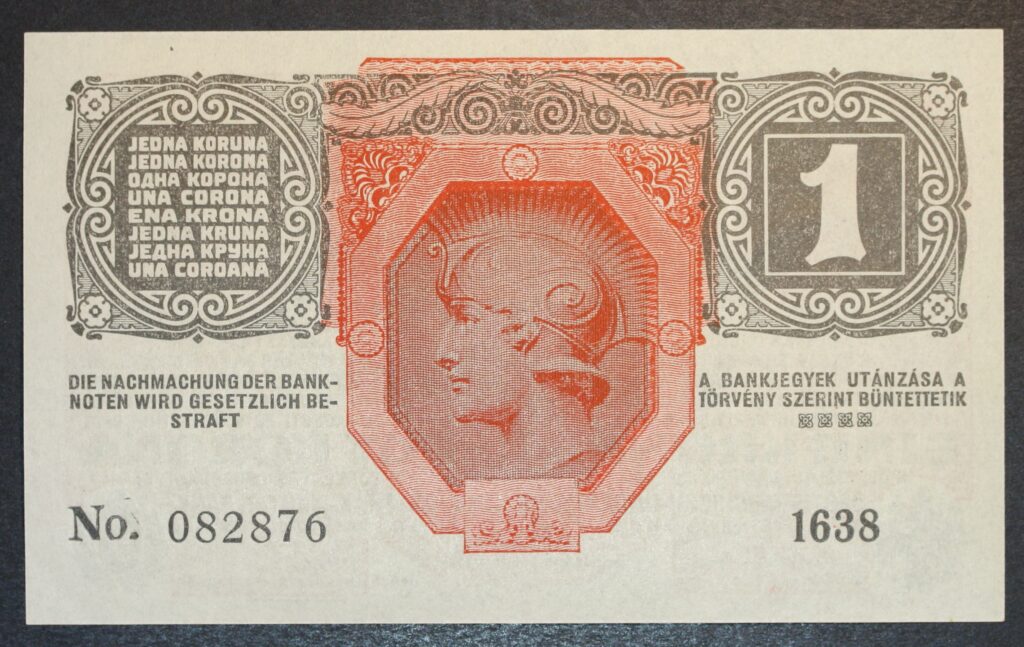 JEDNA KORUNA
JEDNA KORONA
ОДНА КОРОНА
UNA CORONA
ENA KRONA
JEDNA KRUNA
ЈЕДНА КРУНА
UNA COROANĂ
1
DIE NACHMACHUNG DER BANK-
NOTEN WIRD GESETZLICH BE-
STRAFT
A BANKJEGYEK UTÁNZÁSA A
TÖRVÉNY SZERINT BÜNTETTETIK
No. 082876
1638